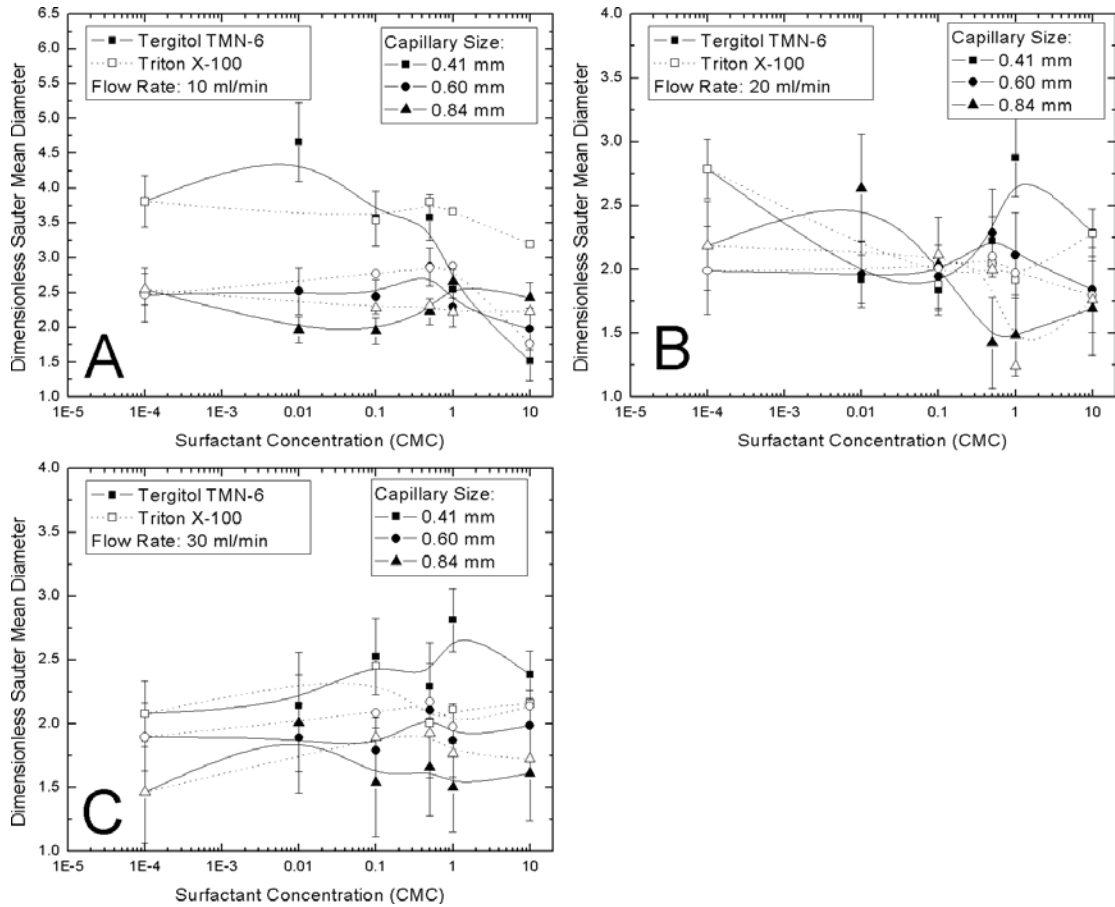 6.5
6.0
5.5
5.0
4.5
4.0
3.5
3.0
2.5
2.0
1.5
1.0
Dimensionless Sauter Mean Diameter
Tergitol TMN-6
Triton X-100
Flow Rate: 10 ml/min
Capillary Size:
0.41 mm
0.60 mm
0.84 mm
A
1E-5 1E-4 1E-3 0.01 0.1 1 10
Surfactant Concentration (CMC)
4.0
3.5
3.0
2.5
2.0
1.5
1.0
Dimensionless Sauter Mean Diameter
Tergitol TMN-6
Triton X-100
Flow Rate: 20 ml/min
Capillary Size:
0.41 mm
0.60 mm
0.84 mm
B
1E-5 1E-4 1E-3 0.01 0.1 1 10
Surfactant Concentration (CMC)
4.0
3.5
3.0
2.5
2.0
1.5
1.0
Dimensionless Sauter Mean Diameter
Tergitol TMN-6
Triton X-100
Flow Rate: 30 ml/min
Capillary Size:
0.41 mm
0.60 mm
0.84 mm
C
1E-5 1E-4 1E-3 0.01 0.1 1 10
Surfactant Concentration (CMC)